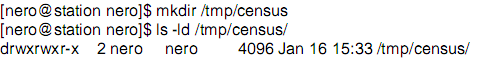 [nero@station nero]$ mkdir /tmp/census
[nero@station nero]$ ls -ld /tmp/census/
drwxrwxr-x 2 nero nero 4096 Jan 16 15:33 /tmp/census/